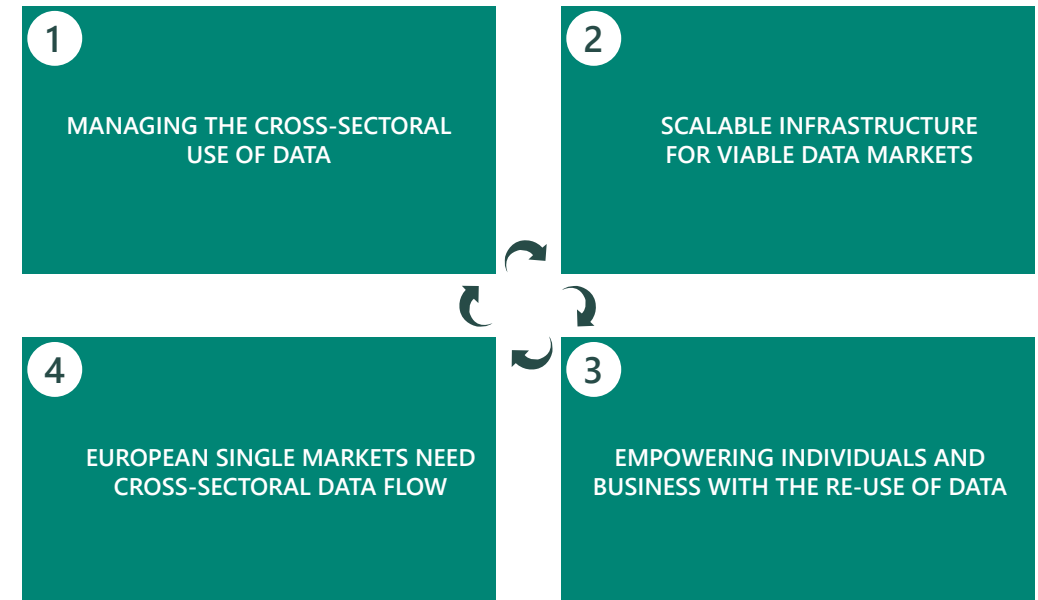 1
MANAGING THE CROSS-SECTORAL
USE OF DATA
2
SCALABLE INFRASTRUCTURE
FOR VIABLE DATA MARKETS
3
EMPOWERING INDIVIDUALS AND
BUSINESS WITH THE RE-USE OF DATA
4
EUROPEAN SINGLE MARKETS NEED
CROSS-SECTORAL DATA FLOW